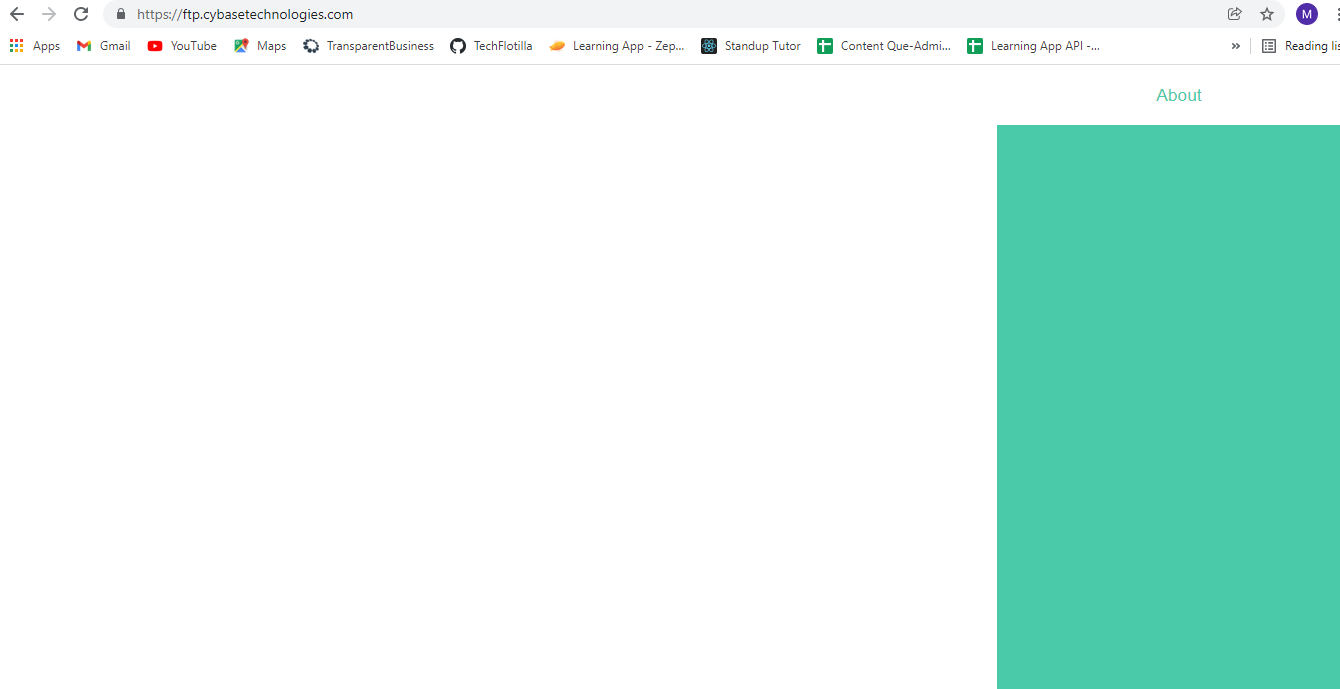 https://ftp.cybasetechnologies.com
M
Apps Gmail YouTube Maps TransparentBusiness TechFlotilla Learning App - Zep... Standup Tutor Content Que-Admi... Learning App API -... » Reading lis
About